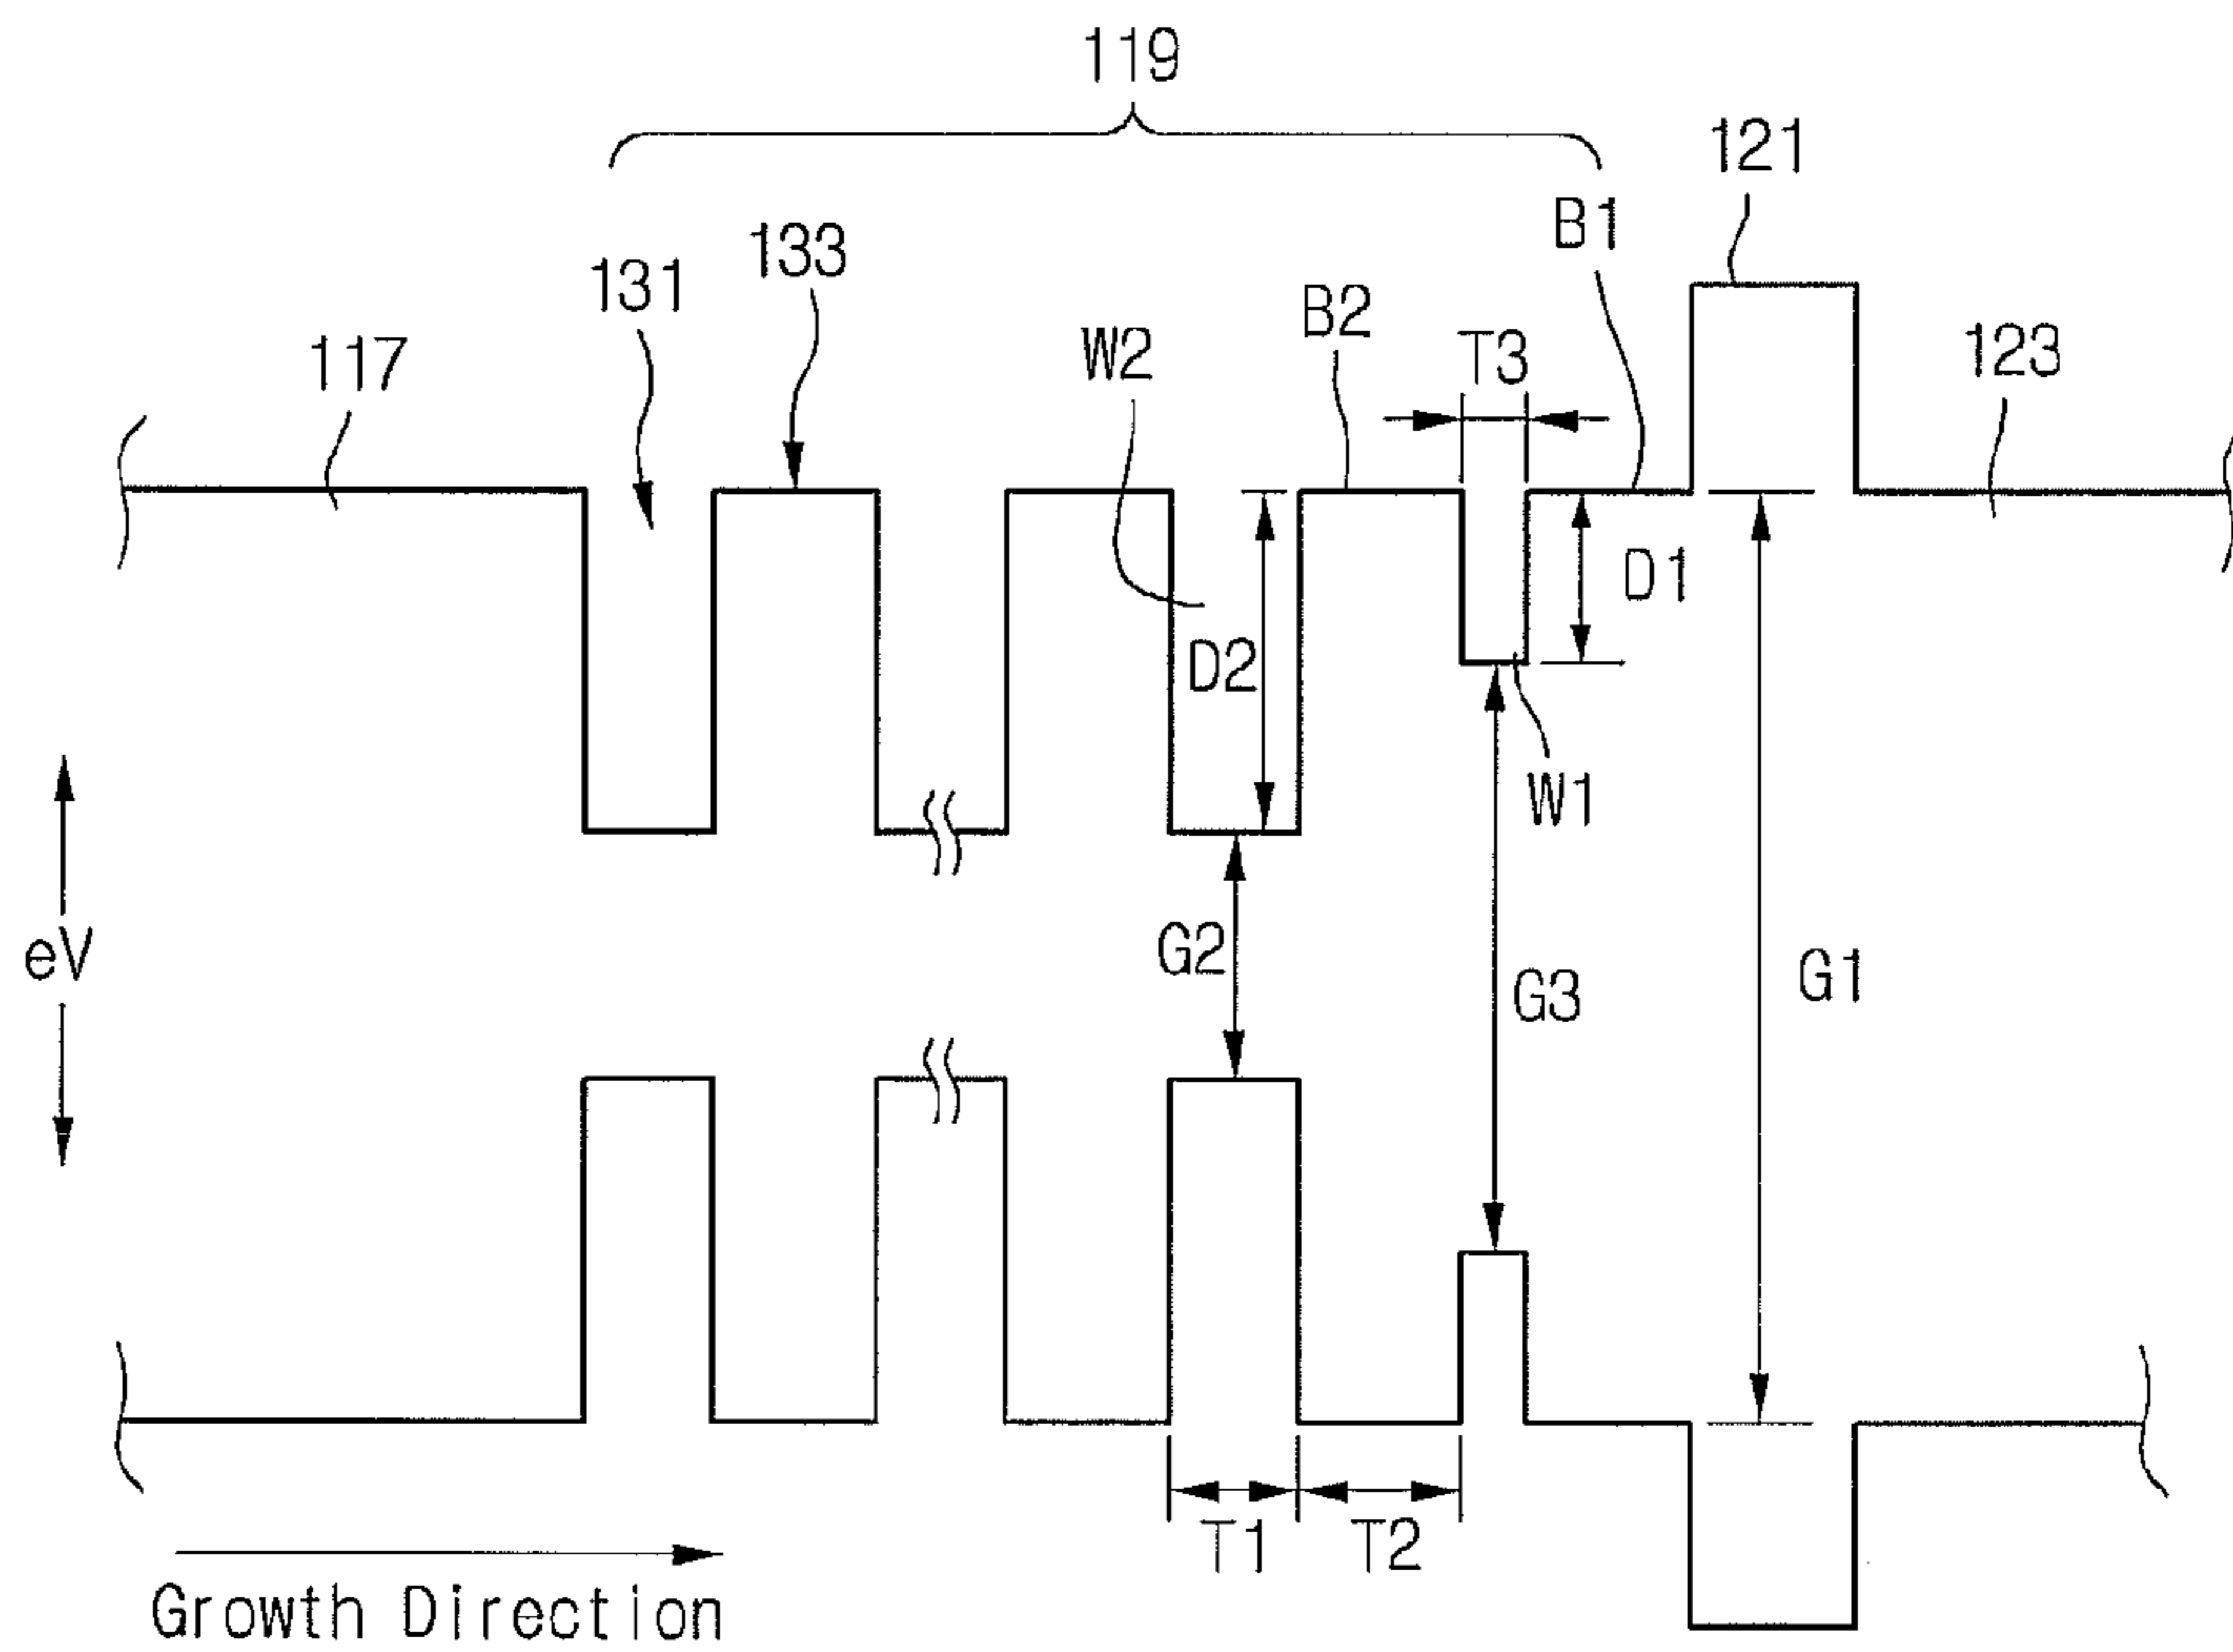 119
121
B1
133
131
B2
W2
T3
117
123
D1
D2
W1
eV
G2
G3
G1
T1
T2
Growth Direction